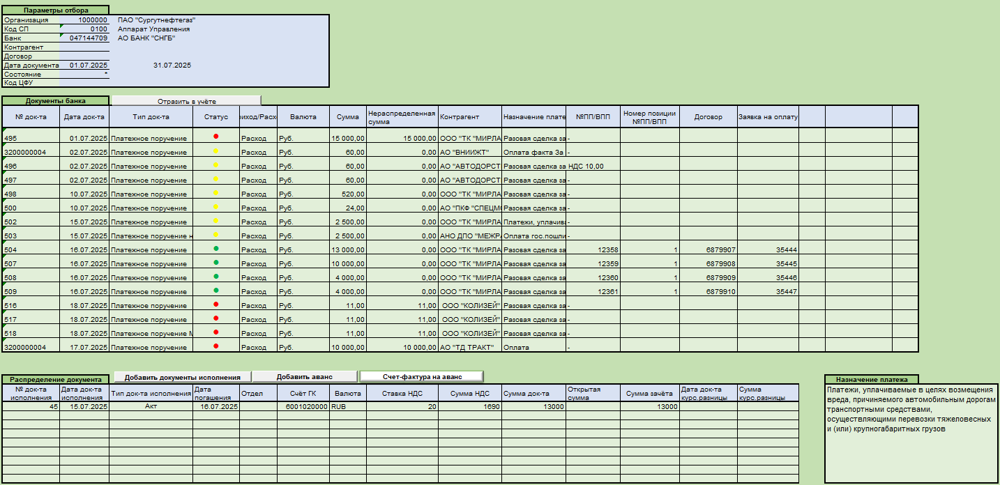 Параметры отбора
Организация 1000000 ПАО "Сургутнефтегаз"
Код СП 0100 Аппарат Управления
Банк 047144709 АО БАНК "СНГБ"
Контрагент
Договор
Дата документа 01.07.2025 31.07.2025
Состояние *
Код ЦФУ
Документы банка Отразить в учёте
№ док-та Дата док-та Тип док-та Статус риход/Расх Валюта Сумма Нераспределенная сумма Контрагент Назначение плате №ПП/ВПП Номер позиции №ПП/ВПП Договор Заявка на оплату
495 01.07.2025 Платежное поручение Расход Руб. 15 000,00 15 000,00 ООО "ТК "МИРЛА Разовая сделка за -
3200000004 02.07.2025 Платежное поручение Расход Руб. 60,00 0,00 АО "ВНИИЖТ" Оплата факта За -
496 02.07.2025 Платежное поручение Расход Руб. 60,00 0,00 АО "АВТОДОРСТ Разовая сделка за НДС 10,00
497 02.07.2025 Платежное поручение Расход Руб. 60,00 0,00 АО "АВТОДОРСТ Разовая сделка за -
498 10.07.2025 Платежное поручение Расход Руб. 520,00 0,00 ООО "ТК "МИРЛА Разовая сделка за -
500 10.07.2025 Платежное поручение Расход Руб. 24,00 0,00 АО "ПКФ "СПЕЦМО Разовая сделка за -
502 15.07.2025 Платежное поручение Расход Руб. 2 500,00 0,00 ООО "ТК "МИРЛА Платежи, уплачива -
503 15.07.2025 Платежное поручение н Расход Руб. 2 500,00 0,00 АНО ДПО "МЕЖРА Оплата гос.пошли -
504 16.07.2025 Платежное поручение Расход Руб. 13 000,00 0,00 ООО "ТК "МИРЛА Разовая сделка за 12358 1 6879907 35444
507 16.07.2025 Платежное поручение Расход Руб. 10 000,00 0,00 ООО "ТК "МИРЛА Разовая сделка за 12359 1 6879908 35445
508 16.07.2025 Платежное поручение Расход Руб. 4 000,00 0,00 ООО "ТК "МИРЛА Разовая сделка за 12360 1 6879909 35446
509 16.07.2025 Платежное поручение Расход Руб. 4 000,00 0,00 ООО "ТК "МИРЛА Разовая сделка за 12361 1 6879910 35447
516 18.07.2025 Платежное поручение Расход Руб. 11,00 11,00 ООО "КОЛИЗЕЙ" Разовая сделка за -
517 18.07.2025 Платежное поручение Расход Руб. 11,00 11,00 ООО "КОЛИЗЕЙ" Разовая сделка за -
518 18.07.2025 Платежное поручение М Расход Руб. 11,00 11,00 ООО "КОЛИЗЕЙ" Разовая сделка за -
3200000004 17.07.2025 Платежное поручение Расход Руб. 10 000,00 10 000,00 АО "ТД ТРАКТ" Оплата -
Распределение документа Добавить документы исполнения Добавить аванс Счет-фактура на аванс
№ док-та исполнения Дата док-та исполнения Тип док-та исполнения Дата погашения Отдел Счёт ГК Валюта Ставка НДС Сумма НДС Сумма док-та Открытая сумма Сумма зачёта Дата док-та курс.разницы Сумма курс.разницы
45 15.07.2025 Акт 16.07.2025 6001020000 RUB 20 1690 13000 13000
Назначение платежа
Платежи, уплачиваемые в целях возмещения
вреда, причиняемого автомобильным дорогам
транспортными средствами,
осуществляющими перевозки тяжеловесных
и (или) крупногабаритных грузов